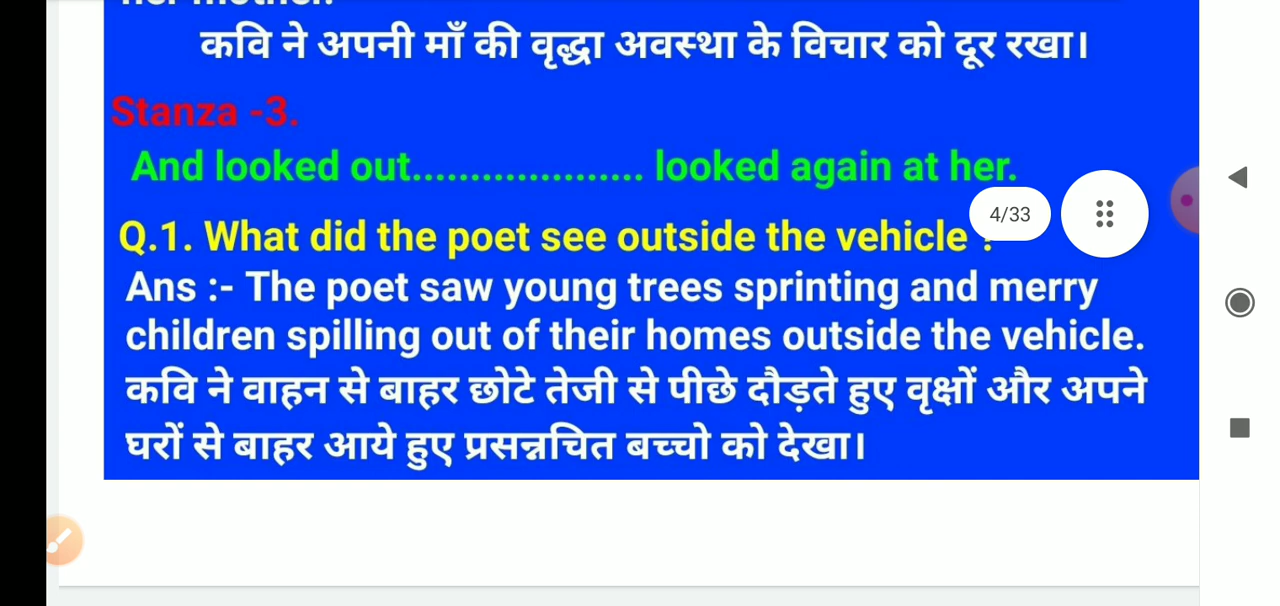 her mother.
कवि ने अपनी माँ की वृद्धा अवस्था के विचार को दूर रखा।
Stanza -3.
And looked out.................... looked again at her.
4/33
Q.1. What did the poet see outside the vehicle ?
Ans :- The poet saw young trees sprinting and merry
children spilling out of their homes outside the vehicle.
कवि ने वाहन से बाहर छोटे तेजी से पीछे दौड़ते हुए वृक्षों और अपने
घरों से बाहर आये हुए प्रसन्नचित बच्चो को देखा।